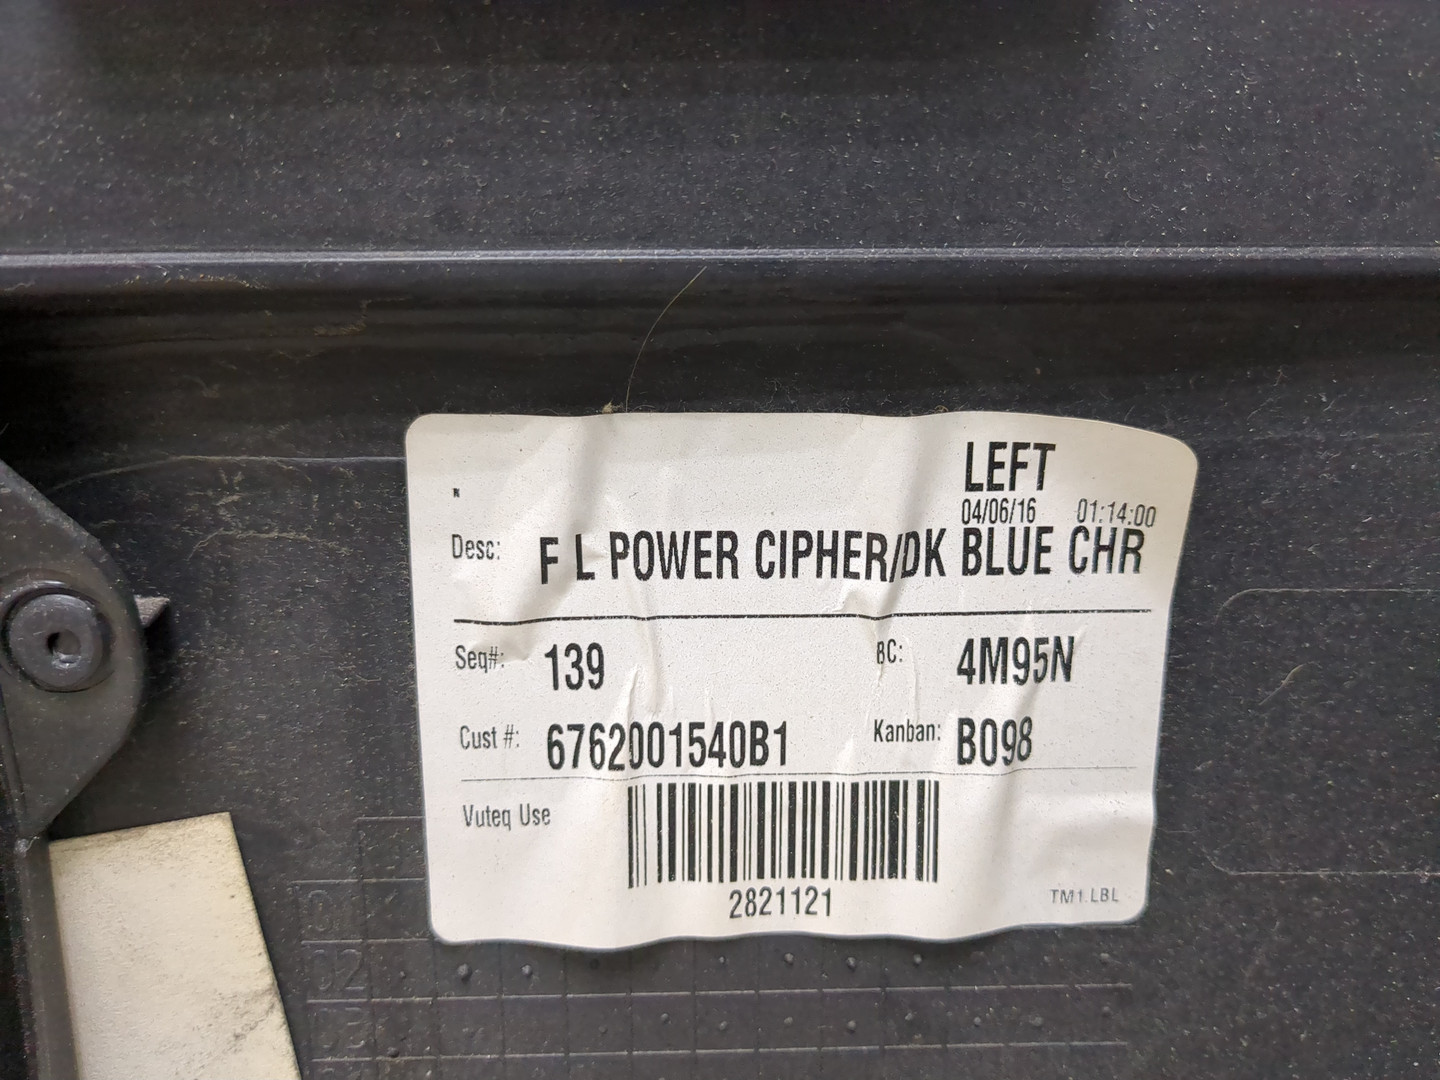 LEFT
04/06/16 01:14:00
Desc: F L POWER CIPHER/DK BLUE CHR
Seq#: 139 BC: 4M95N
Cust #: 6762001540B1 Kanban: B098
Vuteq Use
2821121
TM1.LBL
02